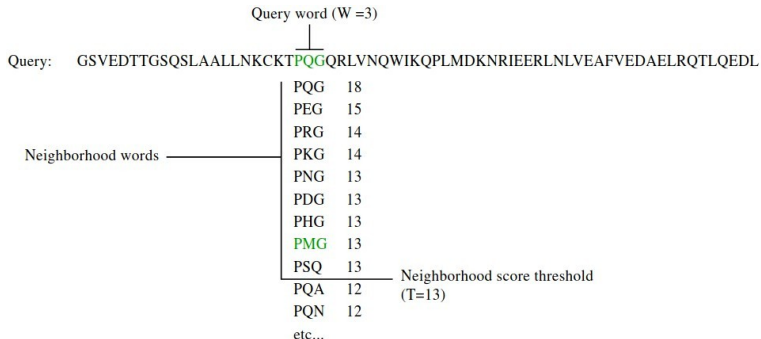 Query word (W =3)
Query: GSVEDTTGSQSLAALLNKCKTPQGQRLVNQWIKQPLMDKNRIEERLNLVEAFVEDAELRQTLQEDL
PQG 18
PEG 15
PRG 14
Neighborhood words PKG 14
PNG 13
PDG 13
PHG 13
PMG 13
PSQ 13
Neighborhood score threshold
(T=13)
PQA 12
PQN 12
etc...